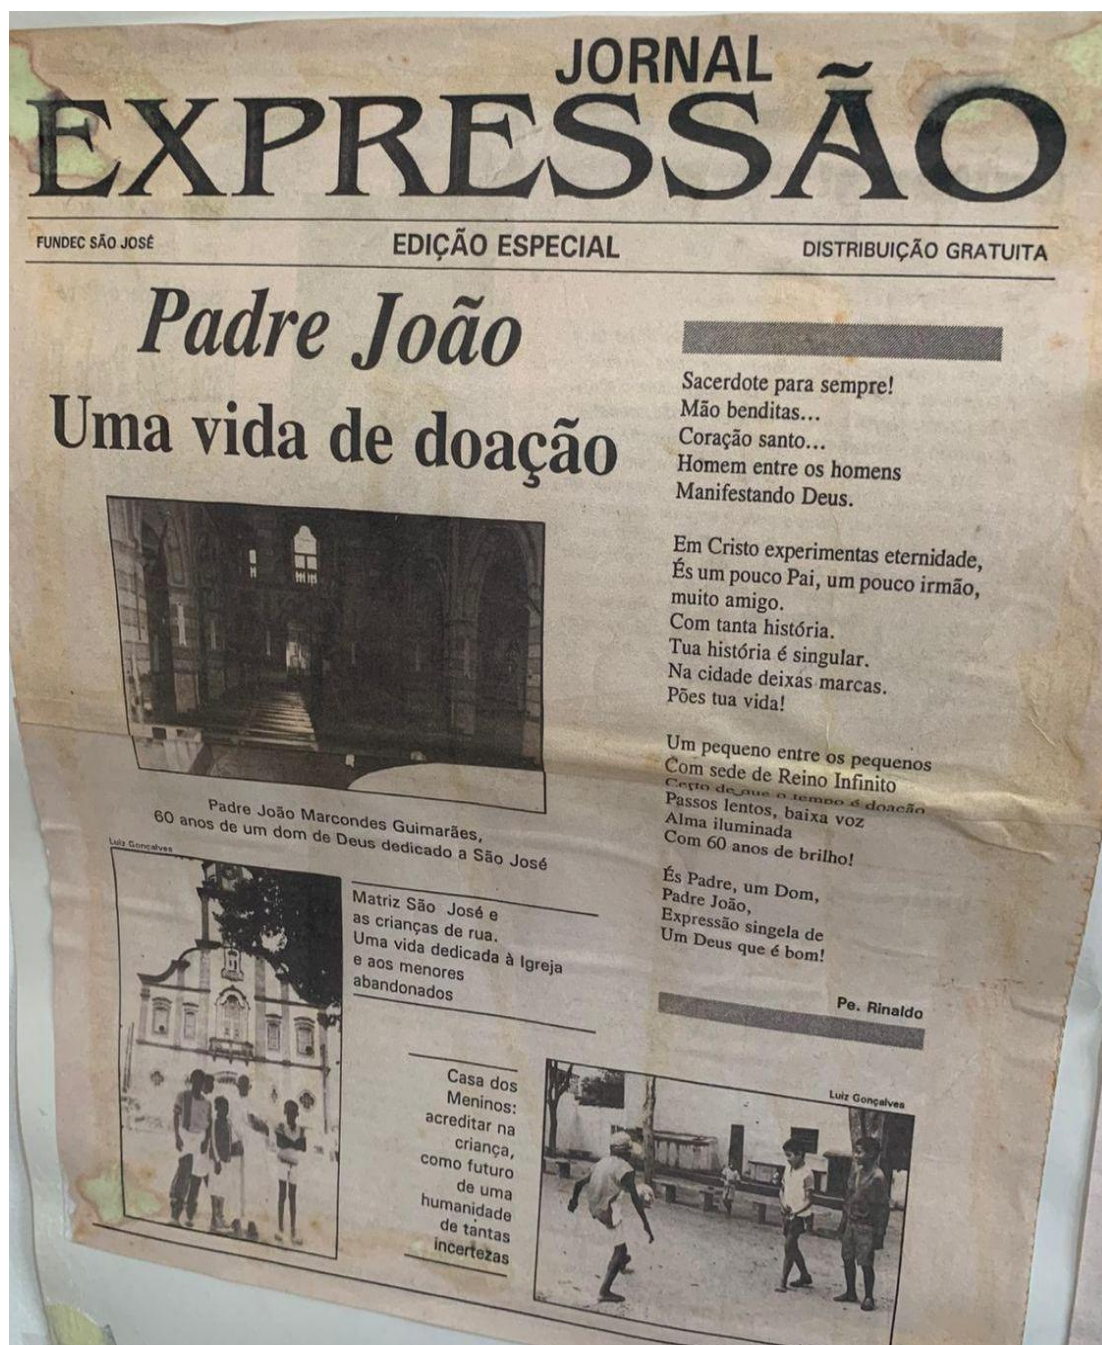 JORNAL
EXPRESSÃO
FUNDEC SÃO JOSÉ
EDIÇÃO ESPECIAL
DISTRIBUIÇÃO GRATUITA
Padre João
Uma vida de doação
Padre João Marcondes Guimarães,
60 anos de um dom de Deus dedicado a São José
Luiz Gonçalves
Matriz São José e
as crianças de rua.
Uma vida dedicada à Igreja
e aos menores
abandonados
Casa dos
Meninos:
acreditar na
criança,
como futuro
de uma
humanidade
de tantas
incertezas
Sacerdote para sempre!
Mão benditas...
Coração santo...
Homem entre os homens
Manifestando Deus.
Em Cristo experimentas eternidade,
És um pouco Pai, um pouco irmão,
muito amigo.
Com tanta história.
Tua história é singular.
Na cidade deixas marcas.
Pões tua vida!
Um pequeno entre os pequenos
Com sede de Reino Infinito
Certo de que o tempo é doação
Passos lentos, baixa voz
Alma iluminada
Com 60 anos de brilho!
És Padre, um Dom,
Padre João,
Expressão singela de
Um Deus que é bom!
Pe. Rinaldo
Luiz Gonçalves